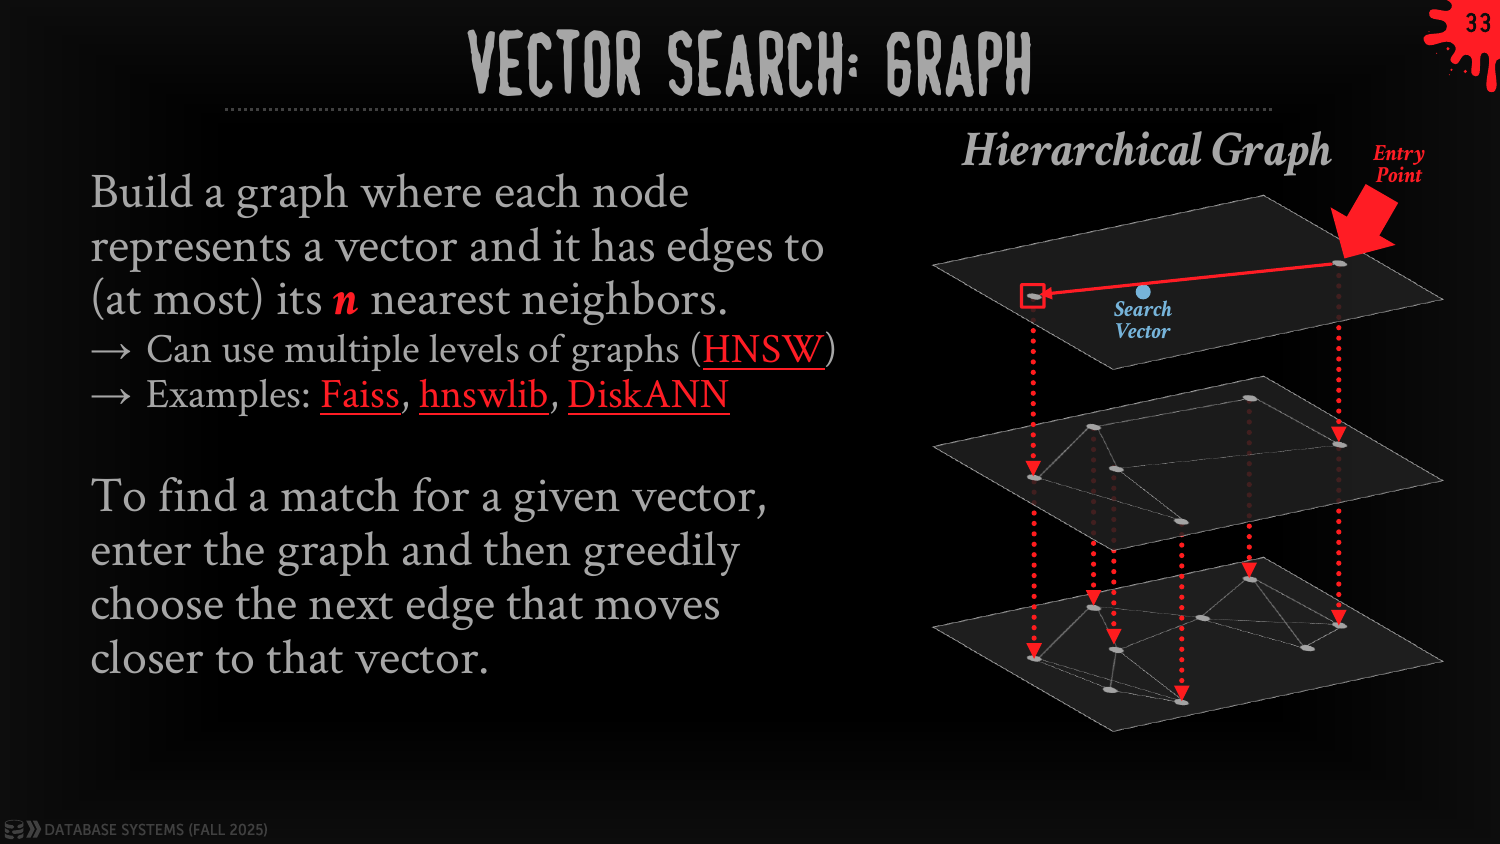 33
VECTOR SEARCH: GRAPH
Build a graph where each node
represents a vector and it has edges to
(at most) its n nearest neighbors.
→ Can use multiple levels of graphs (HNSW)
→ Examples: Faiss, hnswlib, DiskANN
To find a match for a given vector,
enter the graph and then greedily
choose the next edge that moves
closer to that vector.
Hierarchical Graph
Entry
Point
Search
Vector
DATABASE SYSTEMS (FALL 2025)